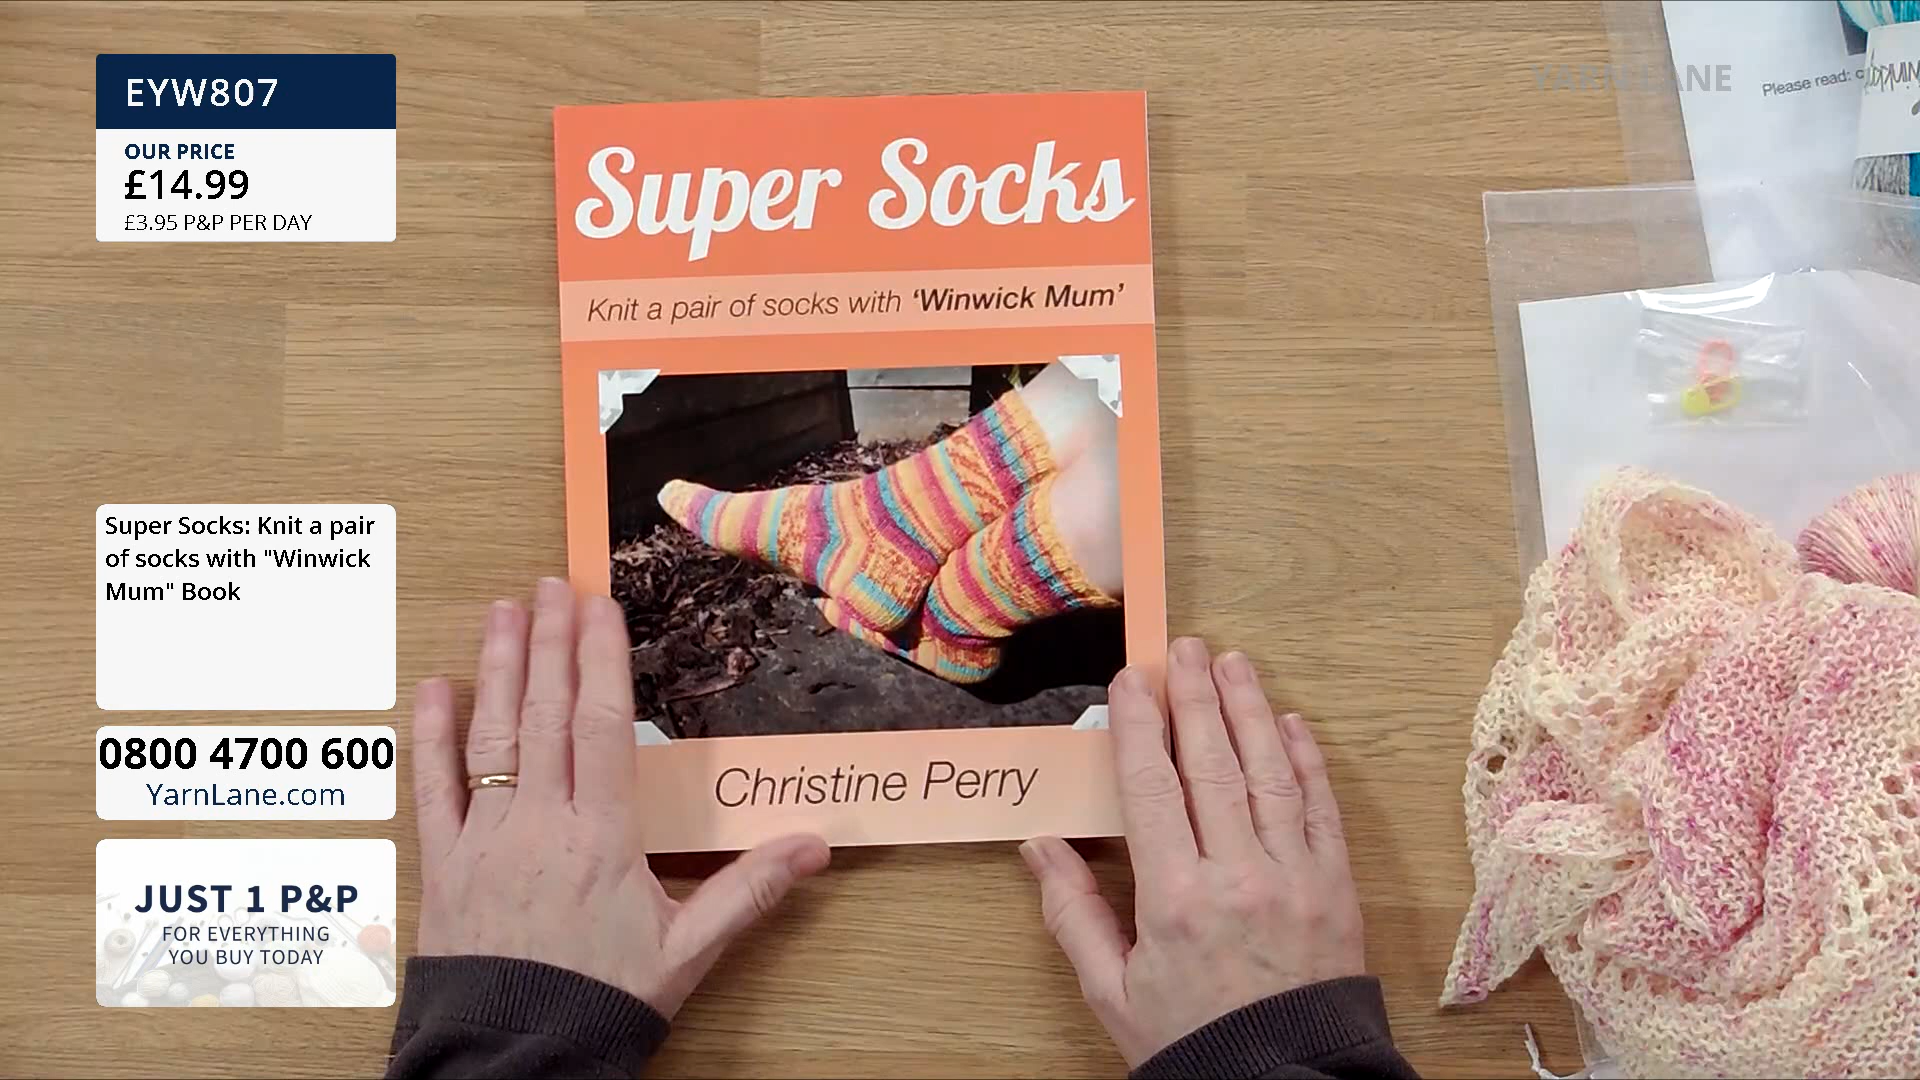 EYW807
OUR PRICE
£14.99
£3.95 P&P PER DAY
Super Socks: Knit a pair
of socks with "Winwick
Mum" Book
0800 4700 600
YarnLane.com
JUST 1 P&P
FOR EVERYTHING
YOU BUY TODAY
Super Socks
Knit a pair of socks with ‘Winwick Mum’
Christine Perry
YARN LANE
Please read: